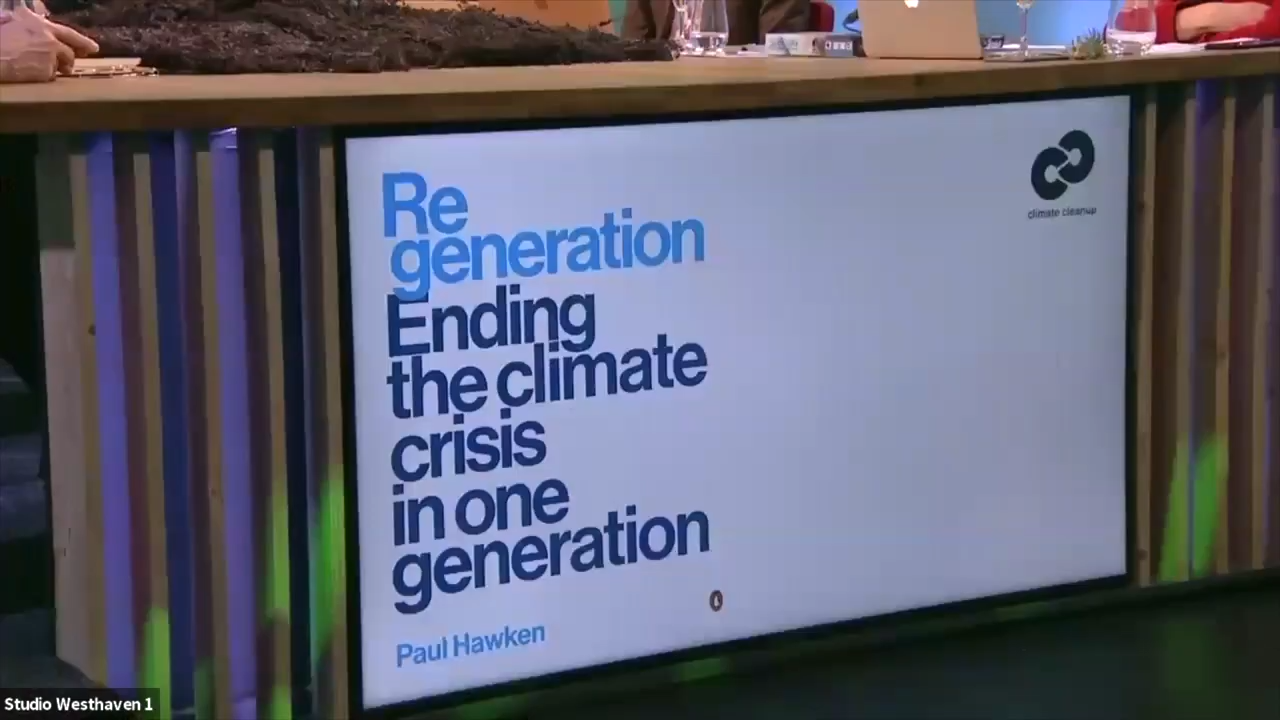 Re
generation
Ending
the climate
crisis
in one
generation
Paul Hawken
climate cleanup
Studio Westhaven 1